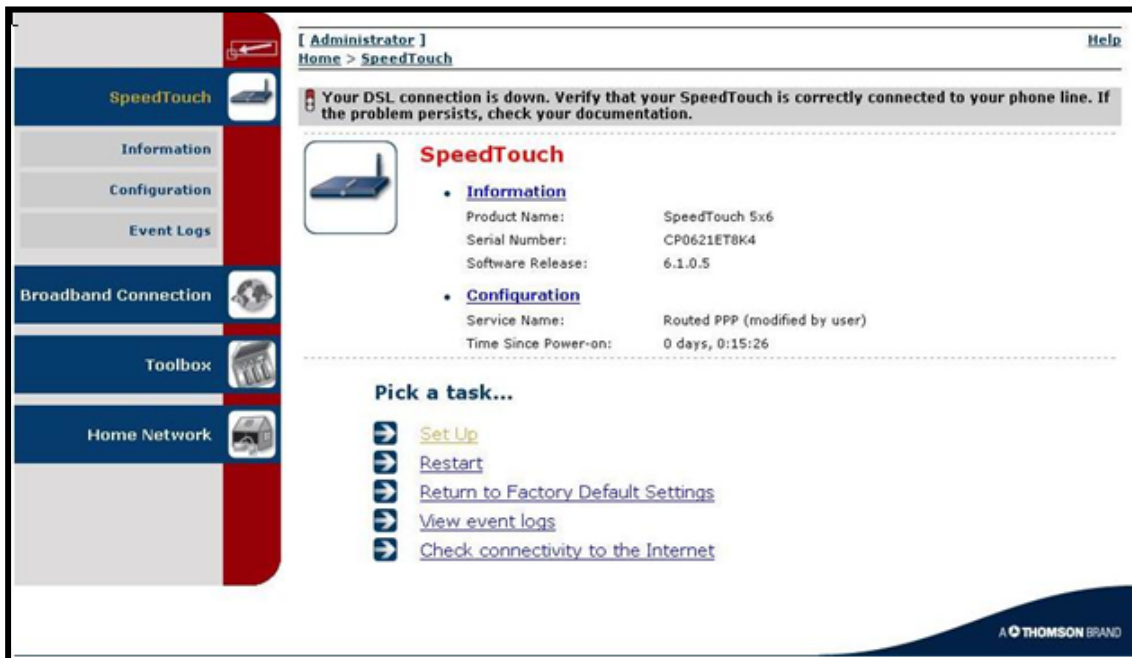 [ Administrator ]
Help
Home > SpeedTouch
SpeedTouch
Information
Configuration
Event Logs
Broadband Connection
Toolbox
Home Network
Your DSL connection is down. Verify that your SpeedTouch is correctly connected to your phone line. If
the problem persists, check your documentation.
SpeedTouch
• Information
Product Name: SpeedTouch 5x6
Serial Number: CP0621ET8K4
Software Release: 6.1.0.5
• Configuration
Service Name: Routed PPP (modified by user)
Time Since Power-on: 0 days, 0:15:26
Pick a task...
Set Up
Restart
Return to Factory Default Settings
View event logs
Check connectivity to the Internet
A THOMSON BRAND